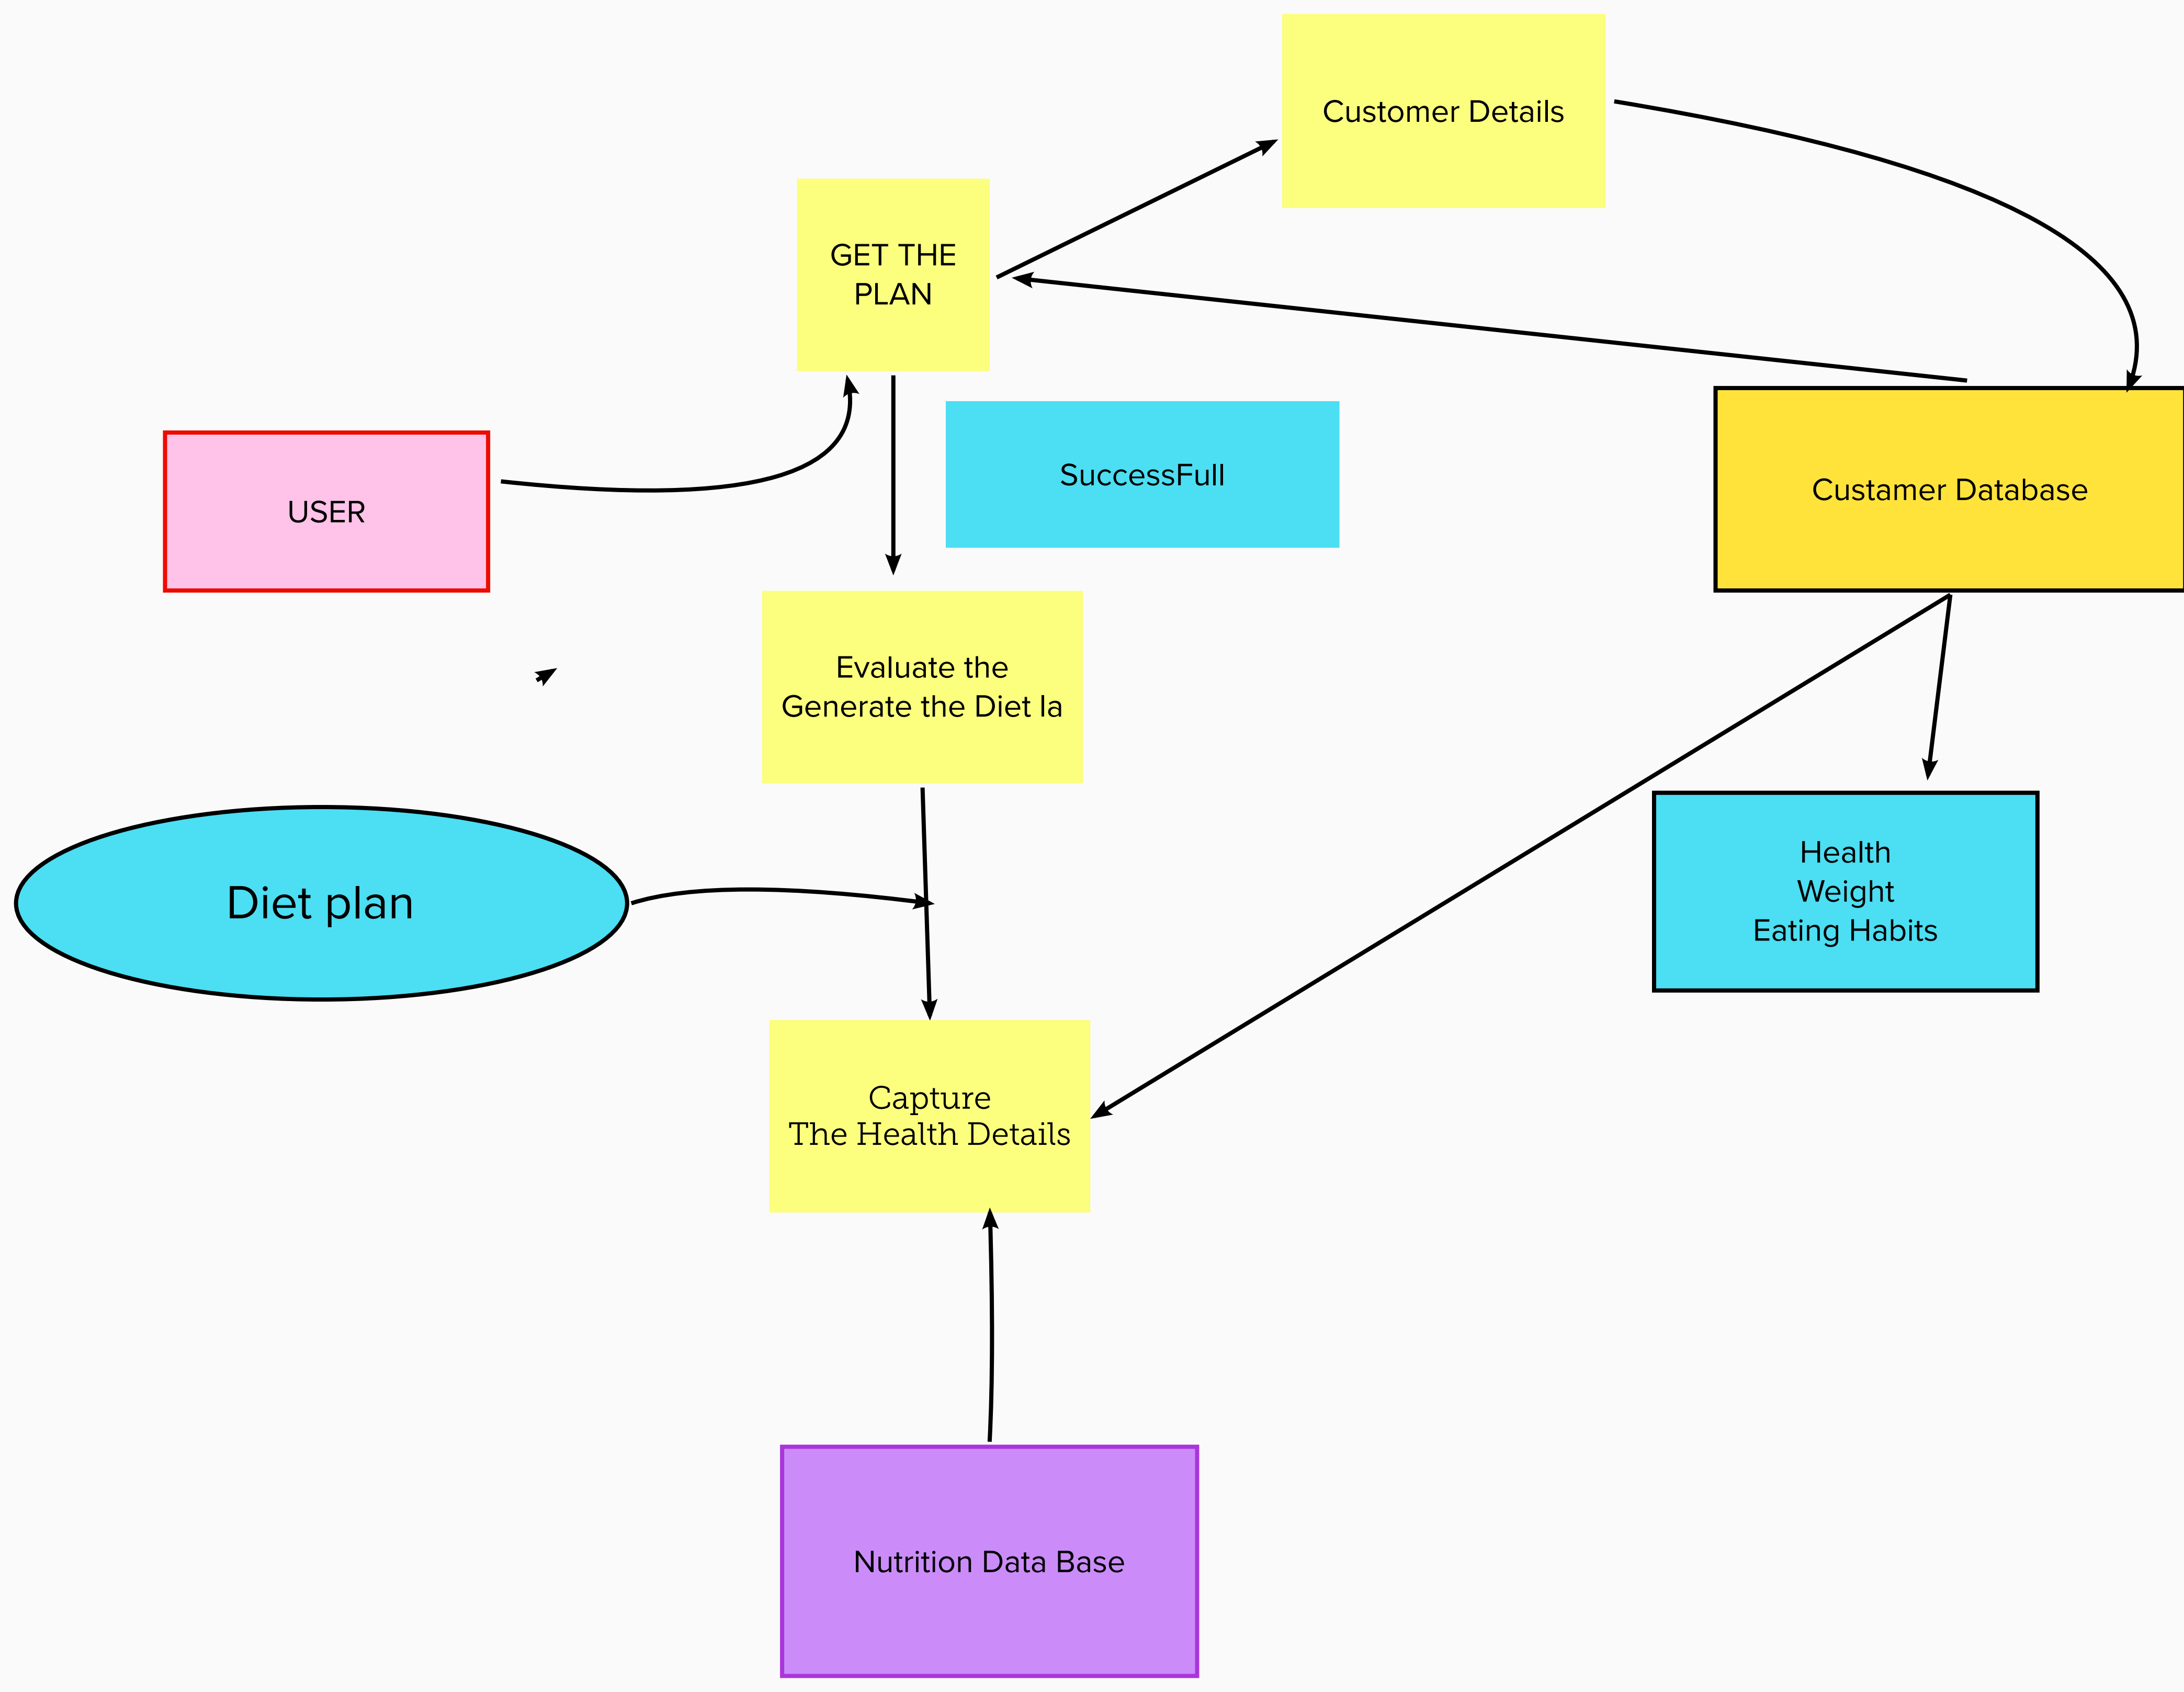 Customer Details
GET THE
PLAN
SuccessFull
Custamer Database
USER
Evaluate the
Generate the Diet la
Health
Weight
Eating Habits
Diet plan
Capture
The Health Details
Nutrition Data Base